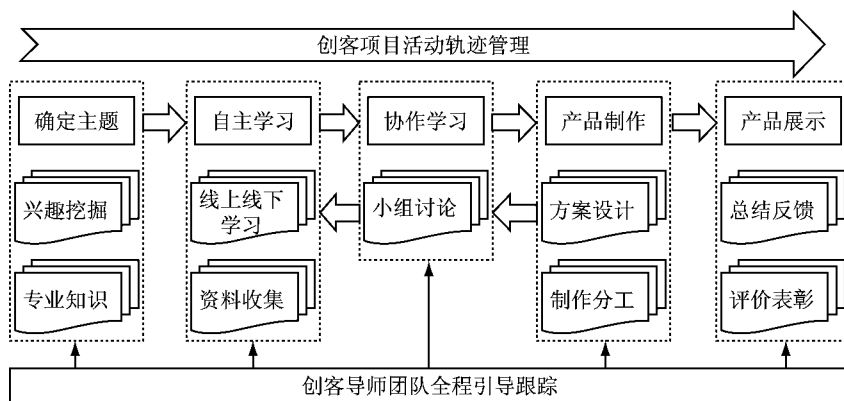 创客项目活动轨迹管理
确定主题
自主学习
协作学习
产品制作
产品展示
兴趣挖掘
线上线下
学习
小组讨论
方案设计
总结反馈
专业知识
资料收集
制作分工
评价表彰
创客导师团队全程引导跟踪